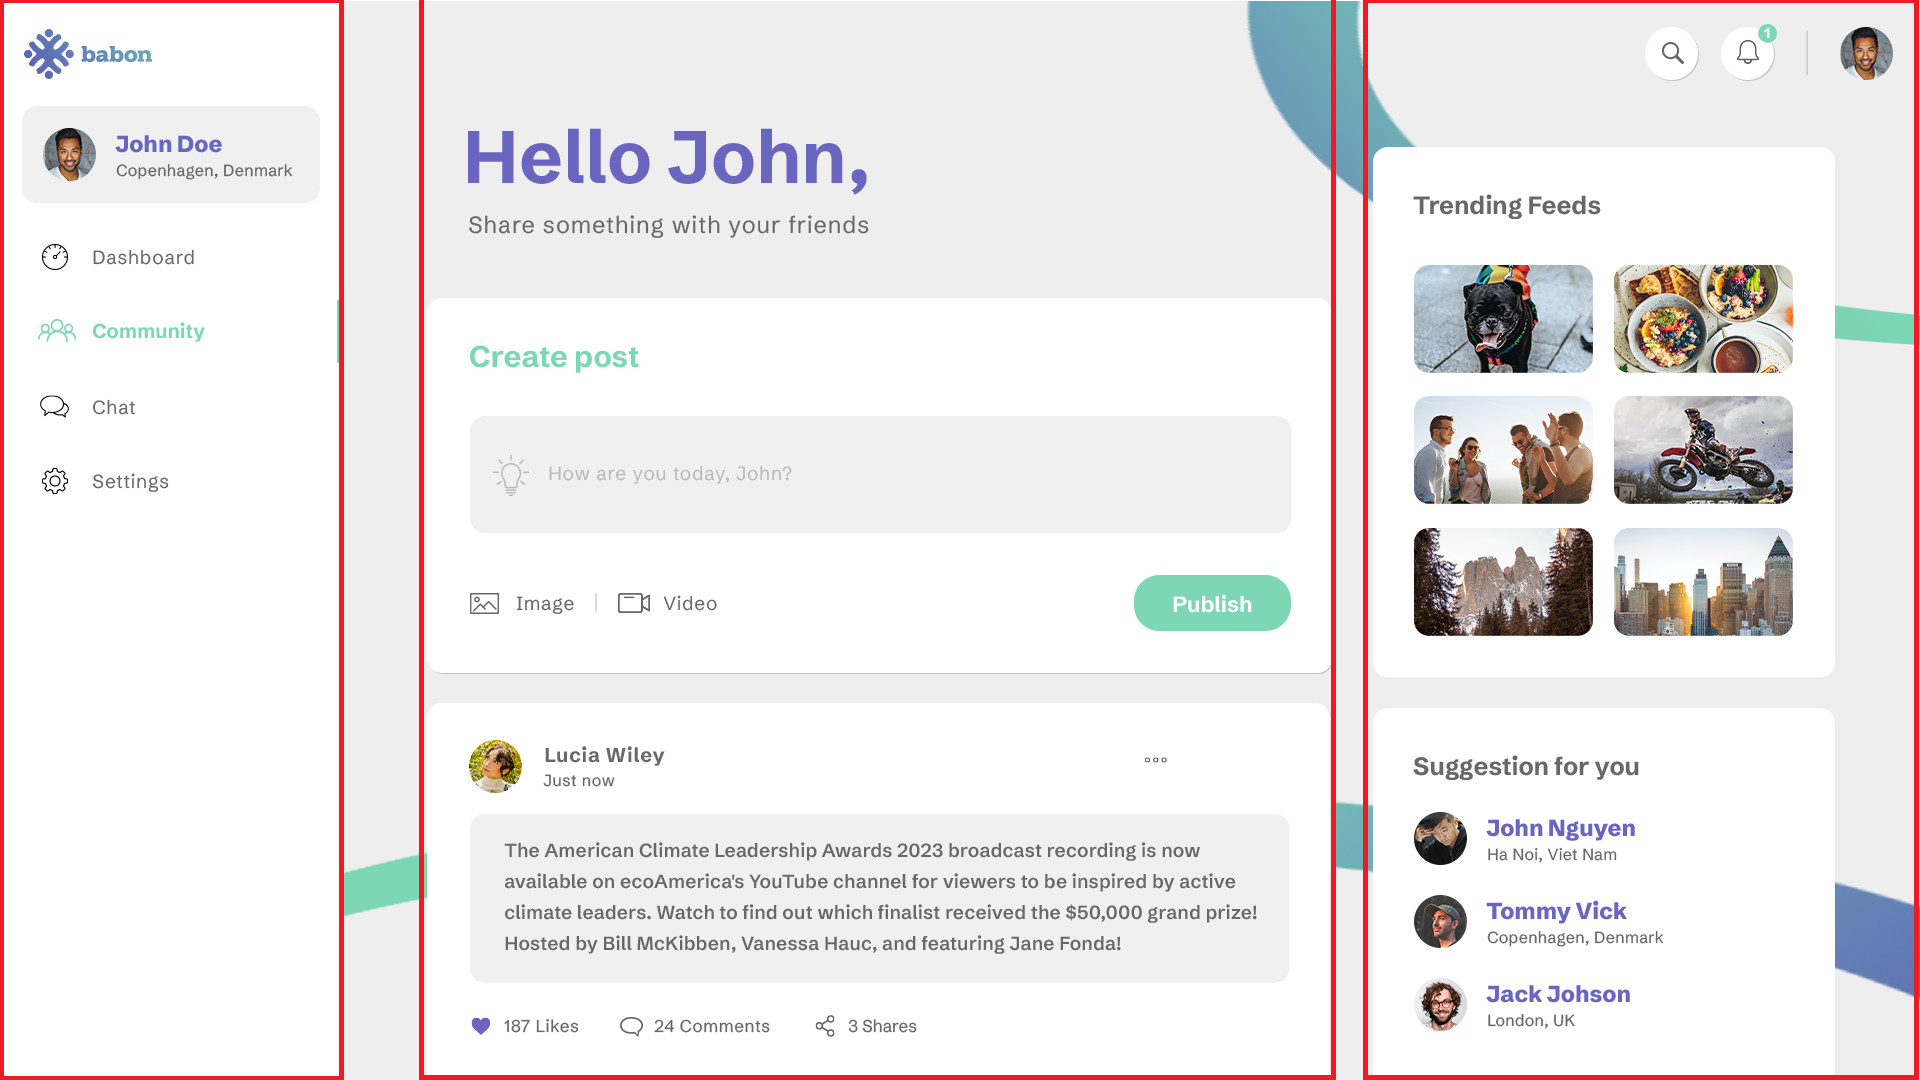 babon
John Doe
Copenhagen, Denmark
Dashboard
Community
Chat
Settings
Hello John,
Share something with your friends
Create post
How are you today, John?
Image
Video
Publish
Lucia Wiley
Just now
The American Climate Leadership Awards 2023 broadcast recording is now
available on ecoAmerica's YouTube channel for viewers to be inspired by active
climate leaders. Watch to find out which finalist received the $50,000 grand prize!
Hosted by Bill McKibben, Vanessa Hauc, and featuring Jane Fonda!
187 Likes
24 Comments
3 Shares
1
Trending Feeds
Suggestion for you
John Nguyen
Ha Noi, Viet Nam
Tommy Vick
Copenhagen, Denmark
Jack Johson
London, UK